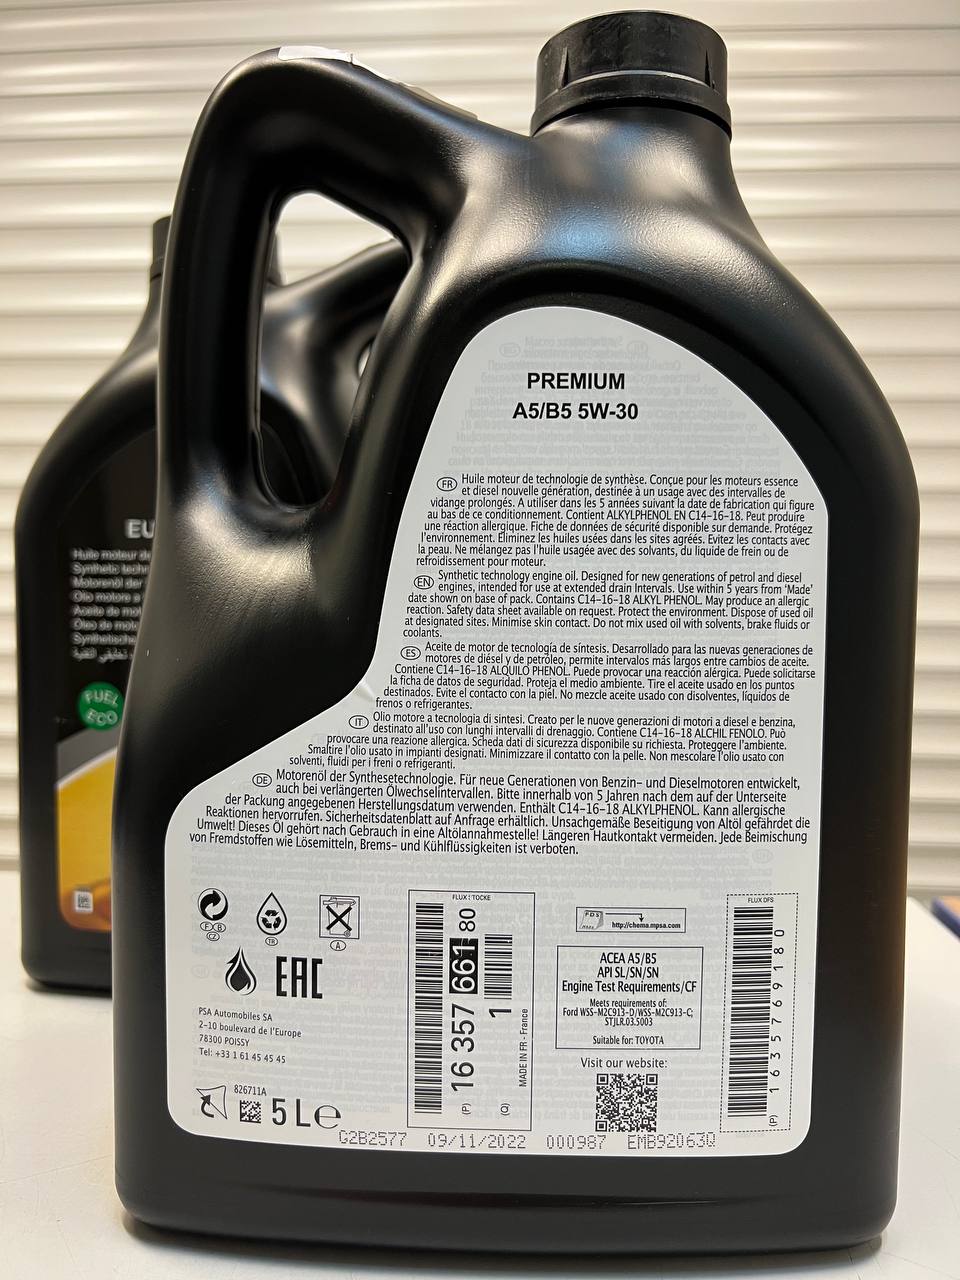 PREMIUM
A5/B5 5W-30
FR Huile moteur de technologie de synthèse. Conçue pour les moteurs essence
et diesel nouvelle génération, destinée à un usage avec des intervalles de
vidange prolongés. A utiliser dans les 5 années suivant la date de fabrication qui figure
au bas de ce conditionnement. Contient ALKYLPHENOL EN C14-16-18. Peut produire
une réaction allergique. Fiche de données de sécurité disponible sur demande. Protégez
l'environnement. Eliminez les huiles usées dans les sites agréés. Evitez les contacts avec
la peau. Ne mélangez pas l'huile usagée avec des solvants, du liquide de frein ou de
refroidissement pour moteur.
EN Synthetic technology engine oil. Designed for new generations of petrol and diesel
engines, intended for use at extended drain Intervals. Use within 5 years from 'Made'
date shown on base of pack. Contains C14-16-18 ALKYL PHENOL. May produce an allergic
reaction. Safety data sheet available on request. Protect the environment. Dispose of used oil
at designated sites. Minimise skin contact. Do not mix used oil with solvents, brake fluids or
coolants.
ES Aceite de motor de tecnología de síntesis. Desarrollado para las nuevas generaciones de
motores de diésel y de petróleo, permite intervalos más largos entre cambios de aceite.
Contiene C14-16-18 ALQUILO PHENOL. Puede provocar una reacción alérgica. Puede solicitarse
la ficha de datos de seguridad. Proteja el medio ambiente. Tire el aceite usado en los puntos
destinados. Evite el contacto con la piel. No mezcle aceite usado con disolventes, líquidos de
frenos o refrigerantes.
IT Olio motore a tecnologia di sintesi. Creato per le nuove generazioni di motori a diesel e benzina,
destinato all'uso con lunghi intervalli di drenaggio. Contiene C14-16-18 ALCHIL FENOLO. Può
provocare una reazione allergica. Scheda dati di sicurezza disponibile su richiesta. Proteggere l'ambiente.
Smaltire l'olio usato in impianti designati. Minimizzare il contatto con la pelle. Non mescolare olio usato con
solventi, fluidi per i freni o refrigeranti.
DE Motorenöl der Synthesetechnologie. Für neue Generationen von Benzin- und Dieselmotoren entwickelt,
auch bei verlängerten Ölwechselintervallen. Bitte innerhalb von 5 Jahren nach dem auf der Unterseite
der Packung angegebenen Herstellungsdatum verwenden. Enthält C14-16-18 ALKYLPHENOL. Kann allergische
Reaktionen hervorrufen. Sicherheitsdatenblatt auf Anfrage erhältlich. Unsachgemäße Beseitigung von Altöl gefährdet die
Umwelt! Dieses Öl gehört nach Gebrauch in eine Altölannahmestelle! Längeren Hautkontakt vermeiden. Jede Beimischung
von Fremdstoffen wie Lösemitteln, Brems- und Kühlflüssigkeiten ist verboten.
F B
CZ
TR
A
EAC
PSA Automobiles SA
2-10 boulevard de l'Europe
78300 POISSY
Tel: +33 1 61 45 45 45
826711A
5 L e
FLUX : TOCKE
(P) 16 357 661 80
(Q) 1
MADE IN FR - France
FDS
MSDS
http://chema.mpsa.com
ACEA A5/B5
API SL/SN/SN
Engine Test Requirements/CF
Meets requirements of:
Ford WSS-M2C913-D/WSS-M2C913-C;
STJLR.03.5003
Suitable for: TOYOTA
Visit our website:
FLUX DFS
(P) 1635769180
G2B2577 09/11/2022 000987 EMB92063Q
EU
Huile moteur de
Synthetic techn
Motorenöl der
Olio motore a
Aceite de mot
Óleo de moto
Synthetische
FUEL
ECO